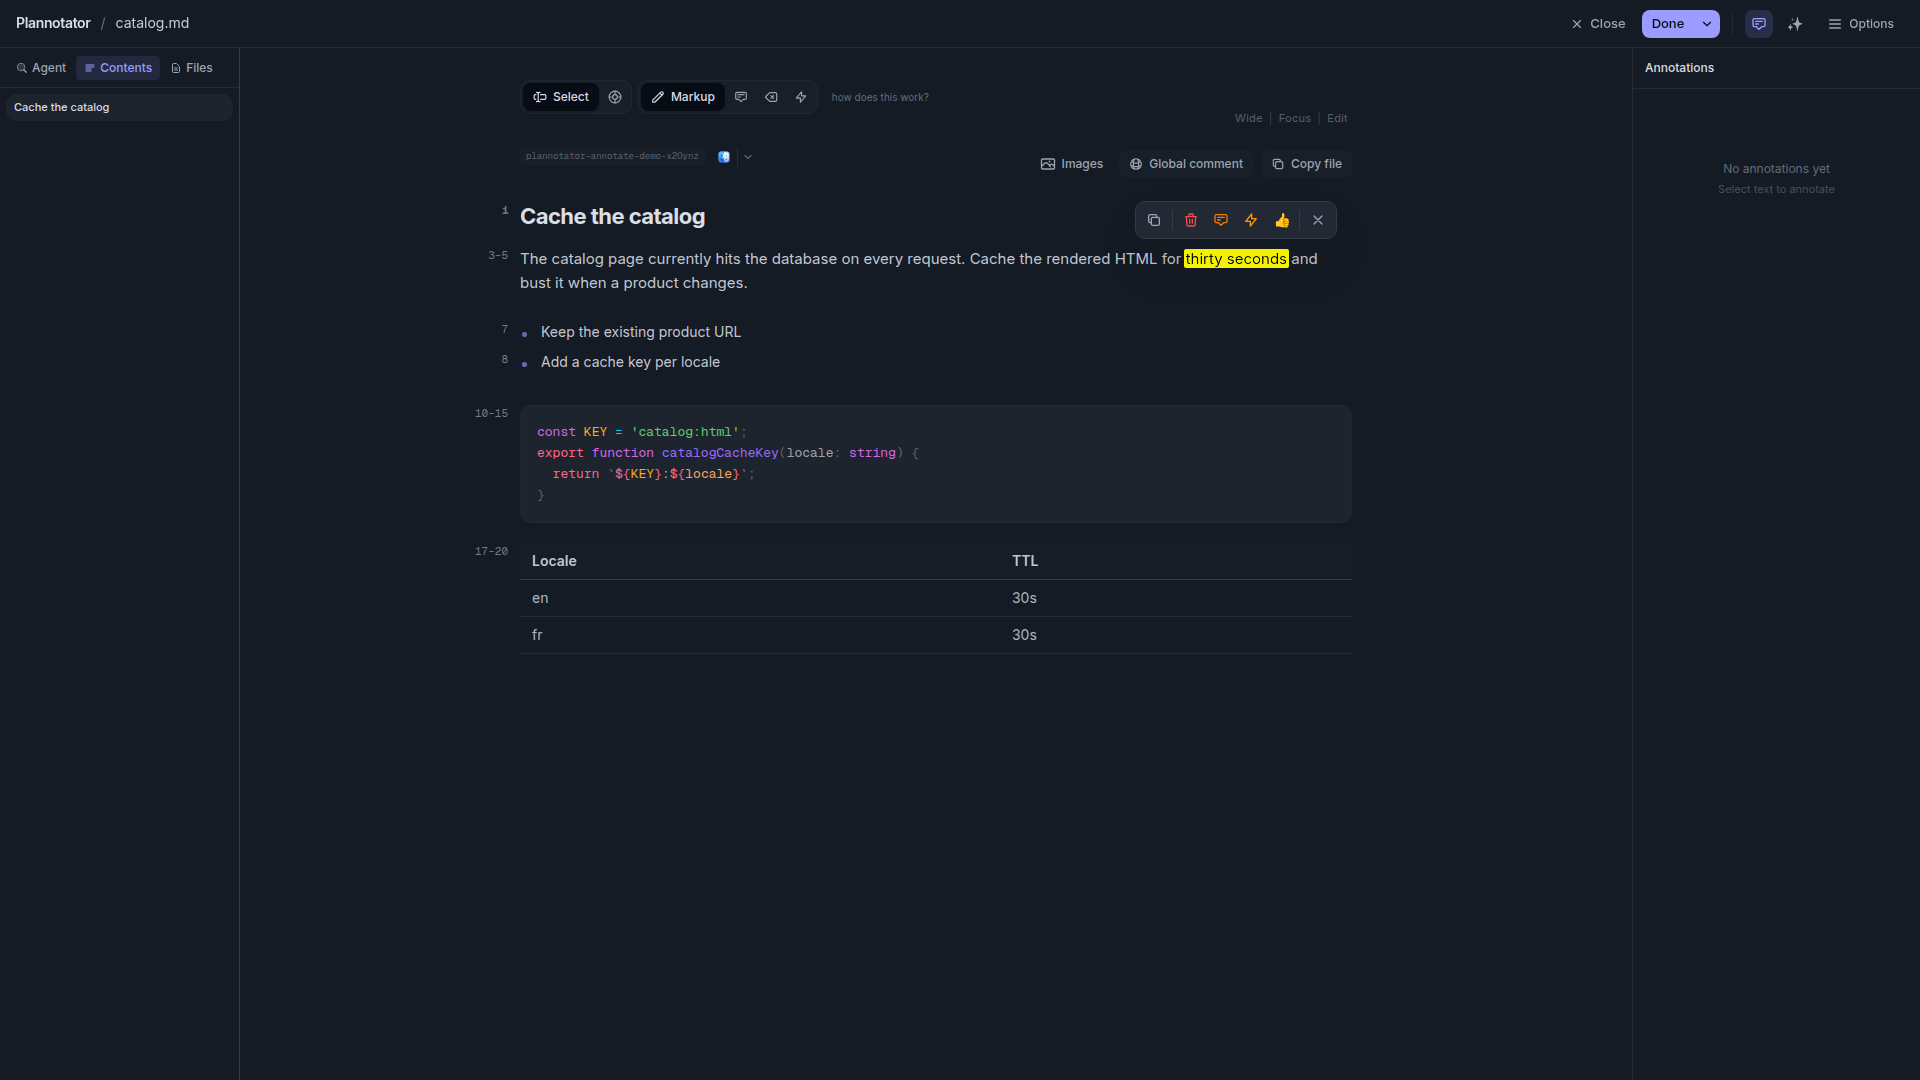 Plannotator / catalog.md
Close
Done
Options
Agent
Contents
Files
Cache the catalog
Select
Markup
how does this work?
Wide | Focus | Edit
plannotator-annotate-demo-x2Oynz
Images
Global comment
Copy file
1
Cache the catalog
3-5
The catalog page currently hits the database on every request. Cache the rendered HTML for thirty seconds and
bust it when a product changes.
7
Keep the existing product URL
8
Add a cache key per locale
10-15
const KEY = 'catalog:html';
export function catalogCacheKey(locale: string) {
  return `${KEY}:${locale}`;
}
17-20
Locale TTL
en 30s
fr 30s
Annotations
No annotations yet
Select text to annotate